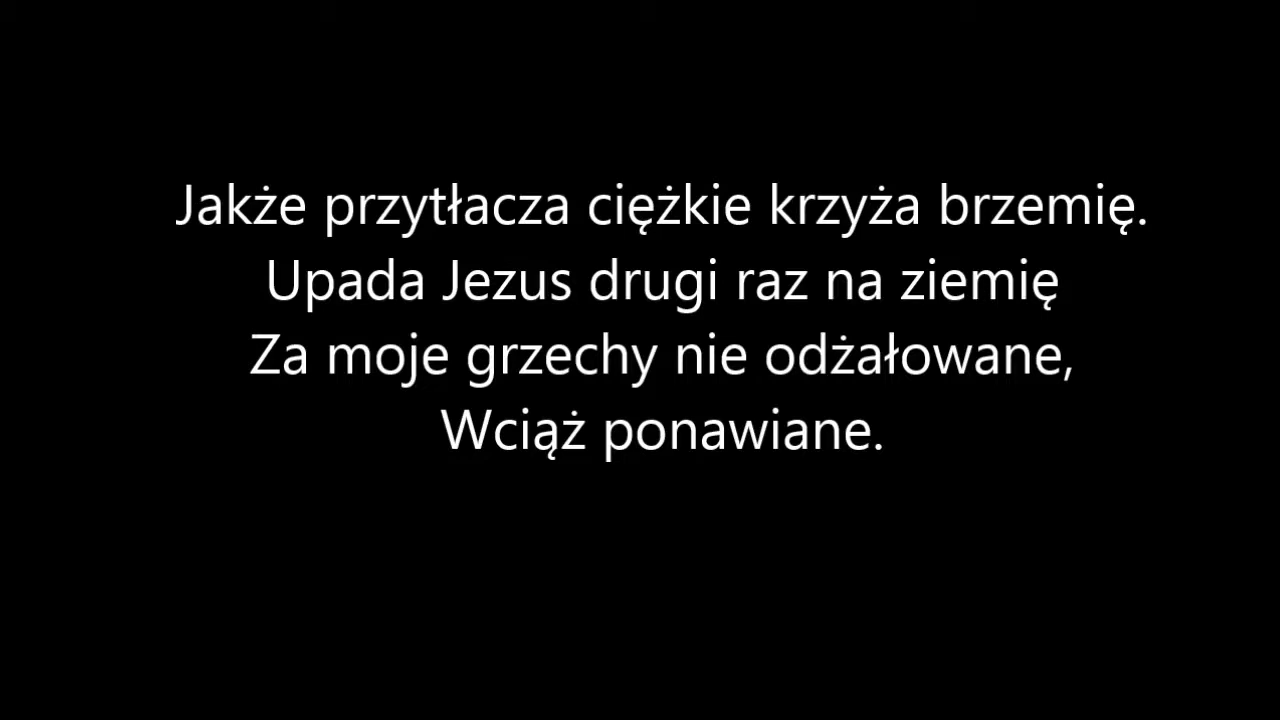 Jakże przytłacza ciężkie krzyża brzemię.
Upada Jezus drugi raz na ziemię
Za moje grzechy nie odżałowane,
Wciąż ponawiane.